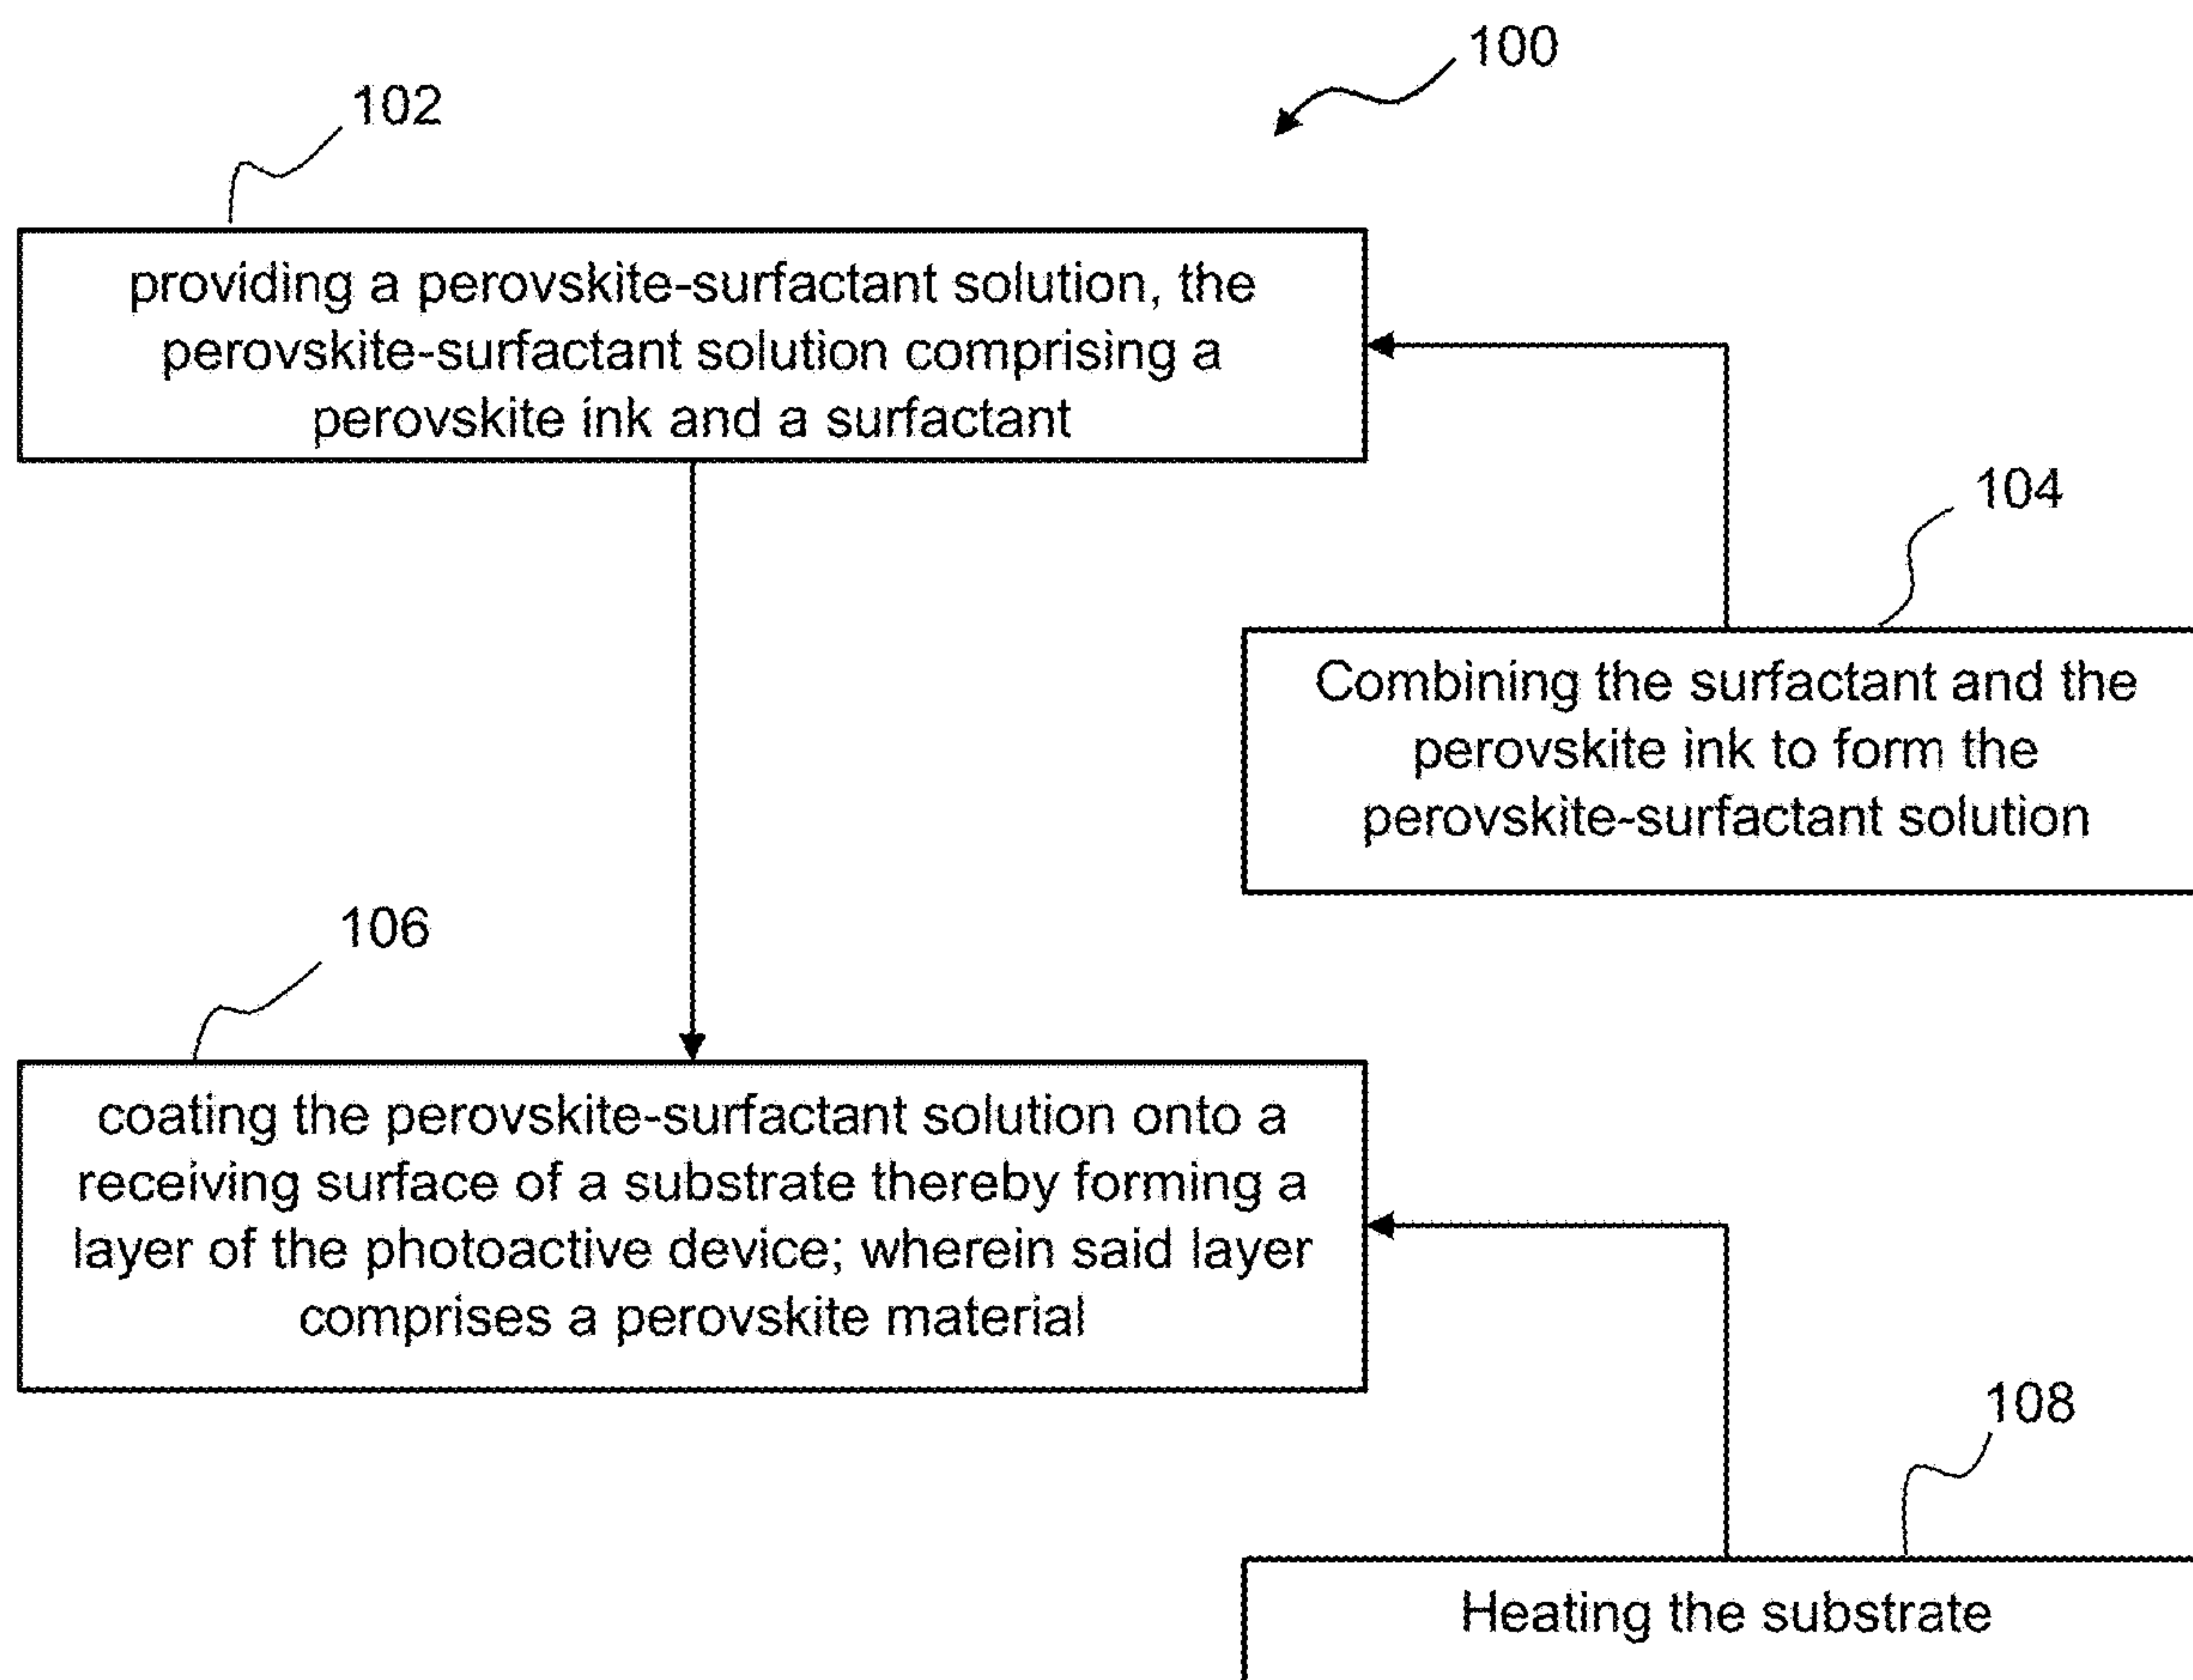 100
102
providing a perovskite-surfactant solution, the
perovskite-surfactant solution comprising a
perovskite ink and a surfactant
104
Combining the surfactant and the
perovskite ink to form the
perovskite-surfactant solution
106
coating the perovskite-surfactant solution onto a
receiving surface of a substrate thereby forming a
layer of the photoactive device; wherein said layer
comprises a perovskite material
108
Heating the substrate